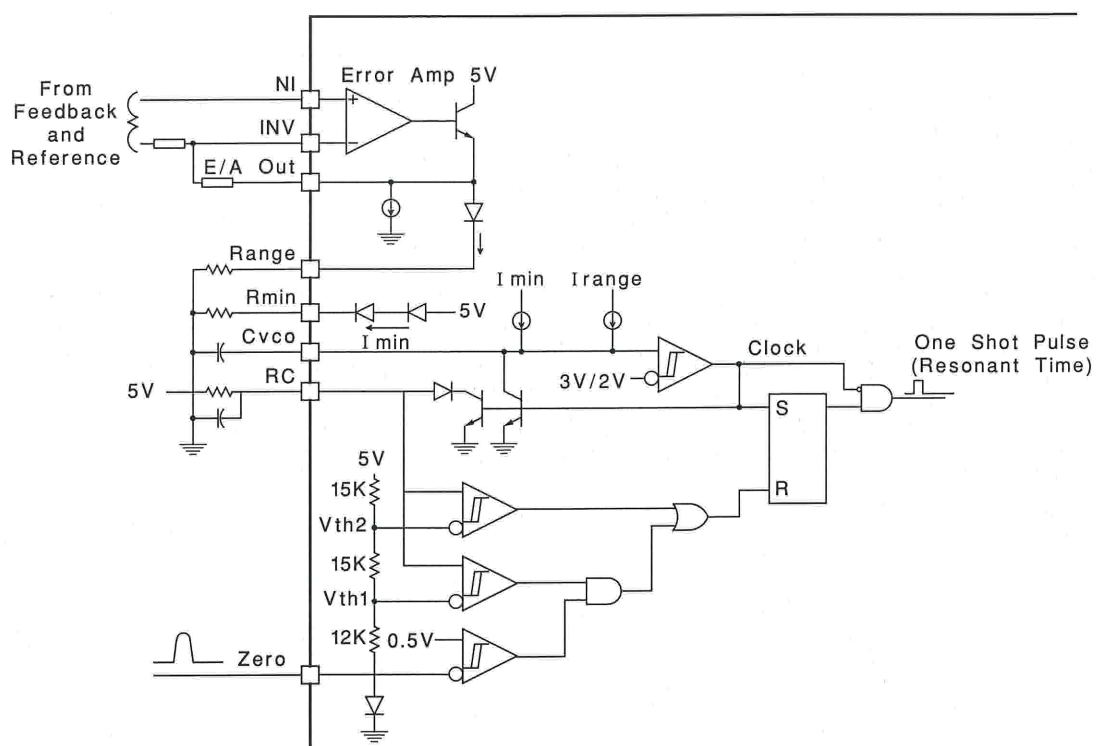 From
Feedback
and
Reference
NI
Error Amp 5V
+
INV
−
E/A Out
Range
Rmin
5V
I min
Cvco
I min
I range
3V/2V
Clock
One Shot Pulse
(Resonant Time)
5V
RC
S
R
5V
15K
Vth2
15K
Vth1
12K
0.5V
Zero